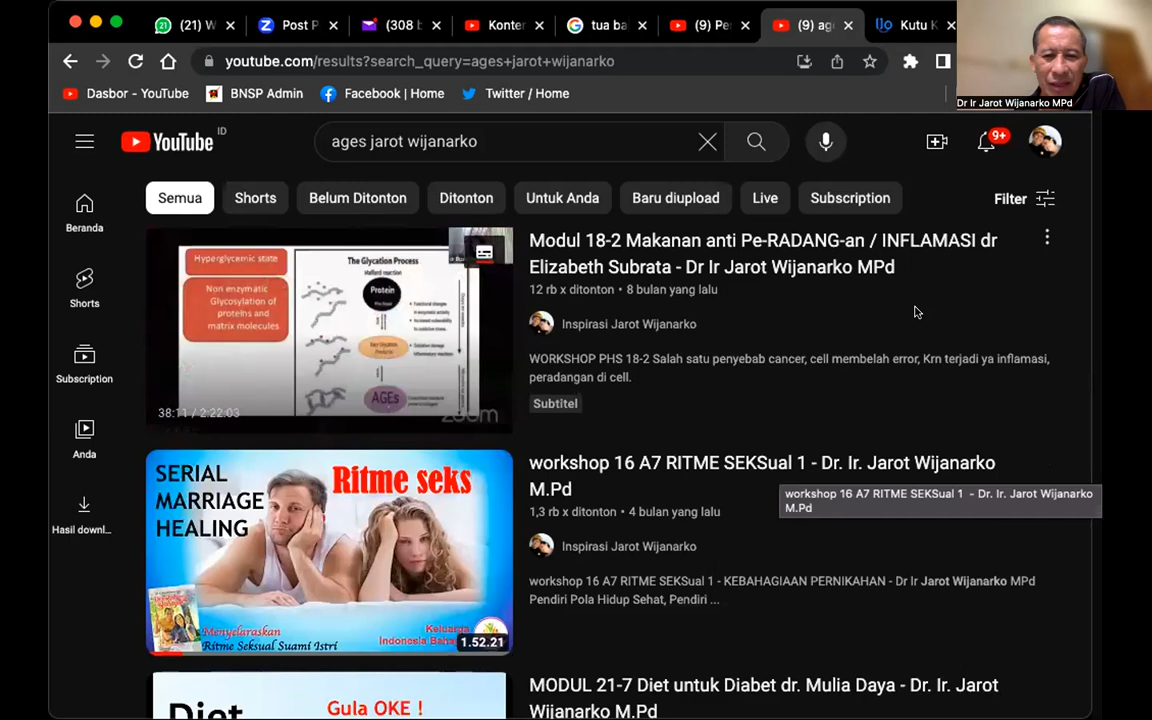 (21) W
Post P
(308 b
Konter
tua ba
(9) Pe
(9) age
Kutu K
youtube.com/results?search_query=ages+jarot+wijanarko
Dr Ir Jarot Wijanarko MPd
Dasbor - YouTube
BNSP Admin
Facebook | Home
Twitter / Home
YouTube ID
ages jarot wijanarko
9+
Semua
Shorts
Belum Ditonton
Ditonton
Untuk Anda
Baru diupload
Live
Subscription
Filter
Beranda
Shorts
Subscription
Anda
Hasil downl...
Hyperglycemic state
Non enzymatic
Glycosylation of
proteins and
matrix molecules
The Glycation Process
Protein
AGEs
38:11 / 2:22:03
zoom
Modul 18-2 Makanan anti Pe-RADANG-an / INFLAMASI dr
Elizabeth Subrata - Dr Ir Jarot Wijanarko MPd
12 rb x ditonton • 8 bulan yang lalu
Inspirasi Jarot Wijanarko
WORKSHOP PHS 18-2 Salah satu penyebab cancer, cell membelah error, Krn terjadi ya inflamasi,
peradangan di cell.
Subtitel
SERIAL
MARRIAGE
HEALING
Ritme seks
Menyelaraskan
Ritme Seksual Suami Istri
Keluarga
Indonesia Baha
1.52.21
workshop 16 A7 RITME SEKSual 1 - Dr. Ir. Jarot Wijanarko
M.Pd
1,3 rb x ditonton • 4 bulan yang lalu
workshop 16 A7 RITME SEKSual 1 - Dr. Ir. Jarot Wijanarko
M.Pd
Inspirasi Jarot Wijanarko
workshop 16 A7 RITME SEKSual 1 - KEBAHAGIAAN PERNIKAHAN - Dr Ir Jarot Wijanarko MPd
Pendiri Pola Hidup Sehat, Pendiri ...
Diet
Gula OKE !
MODUL 21-7 Diet untuk Diabet dr. Mulia Daya - Dr. Ir. Jarot
Wijanarko M.Pd